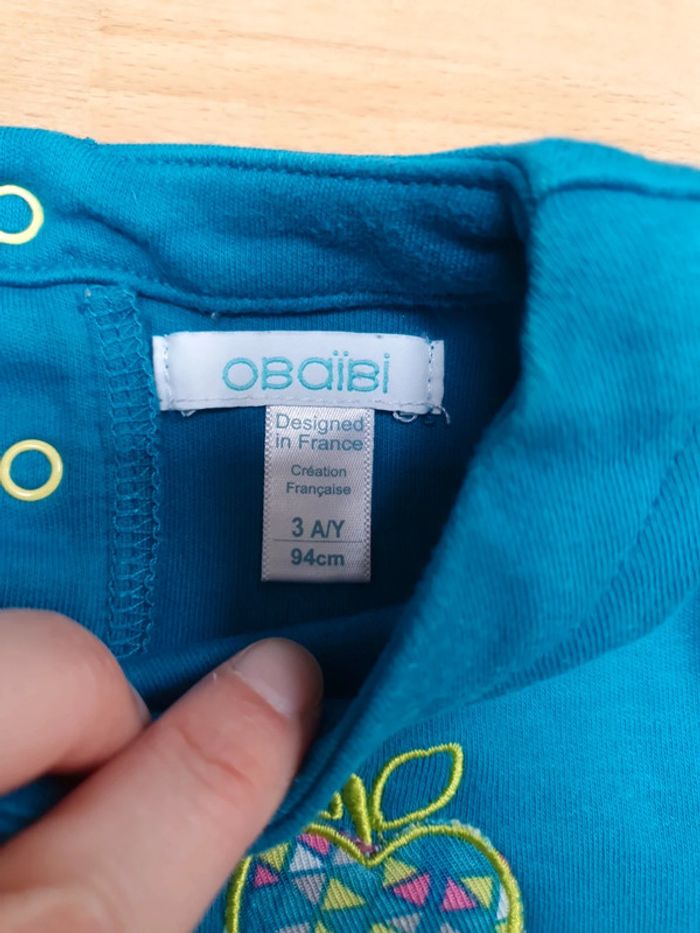 OBaïBi
Designed
in France
Création
Française
3 A/Y
94cm